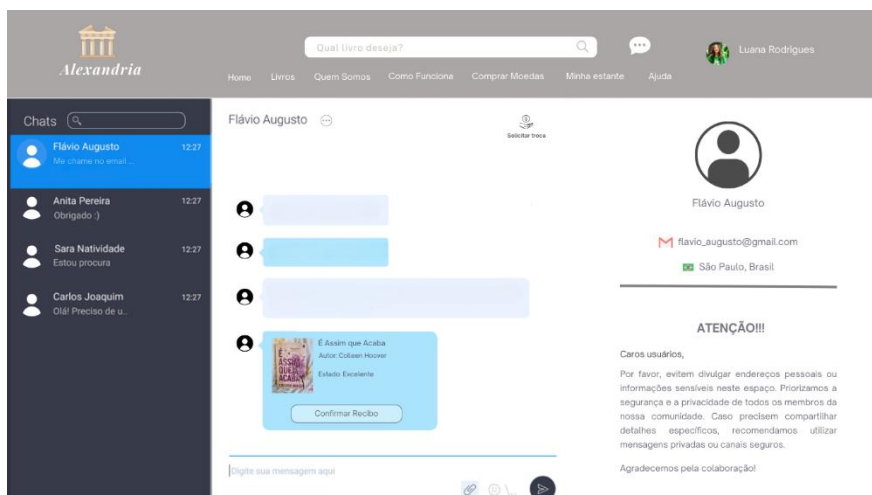 Alexandria
Qual livro deseja?
Luana Rodrigues
Home Livros Quem Somos Como Funciona Comprar Moedas Minha estante Ajuda
Chats
Flávio Augusto 12:27
Me chame no email ...
Anita Pereira 12:27
Obrigado :)
Sara Natividade 12:27
Estou procura
Carlos Joaquim 12:27
Olá! Preciso de u..
Flávio Augusto
Solicitar troca
É ASSIM QUE ACABA
É Assim que Acaba
Autor: Colleen Hoover
Estado: Excelente
Confirmar Recibo
Digite sua mensagem aqui
Flávio Augusto
flavio_augusto@gmail.com
São Paulo, Brasil
ATENÇÃO!!!
Caros usuários,
Por favor, evitem divulgar endereços pessoais ou
informações sensíveis neste espaço. Priorizamos a
segurança e a privacidade de todos os membros da
nossa comunidade. Caso precisem compartilhar
detalhes específicos, recomendamos utilizar
mensagens privadas ou canais seguros.
Agradecemos pela colaboração!